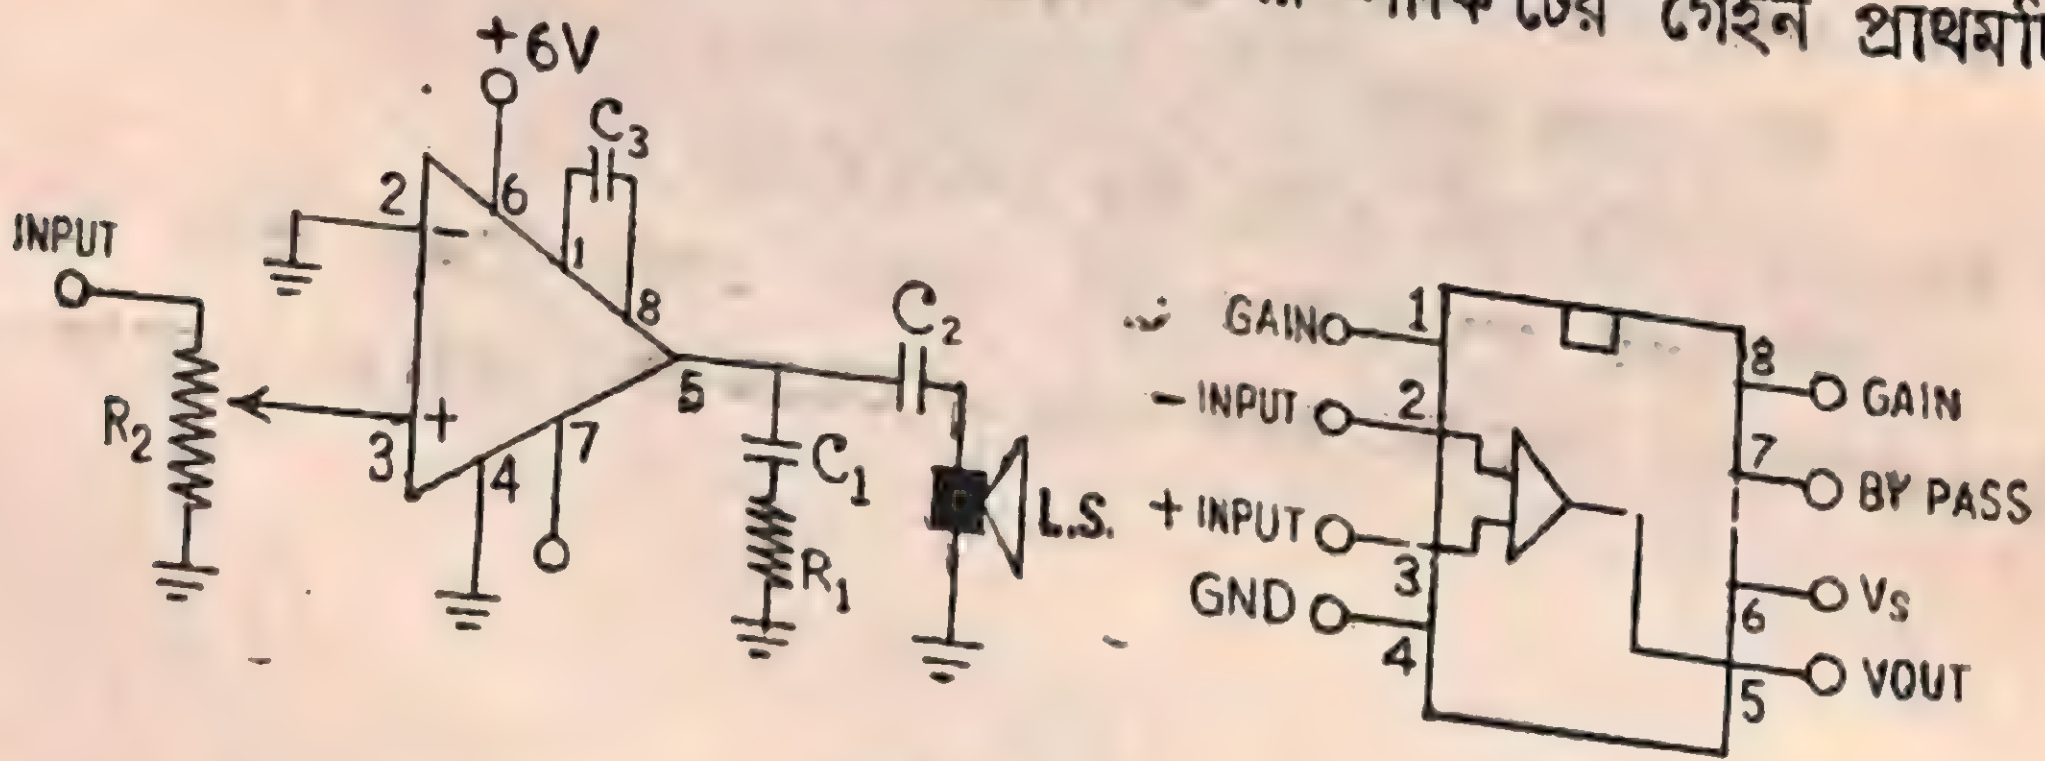 গেইন
+6V
C3
2
6
INPUT
1
8
R2
3
+
4
7
5
C2
C1
R1
L.S.
GAIN 1
8 GAIN
- INPUT 2
7 BY PASS
+ INPUT 3
6 Vs
GND 4
5 VOUT